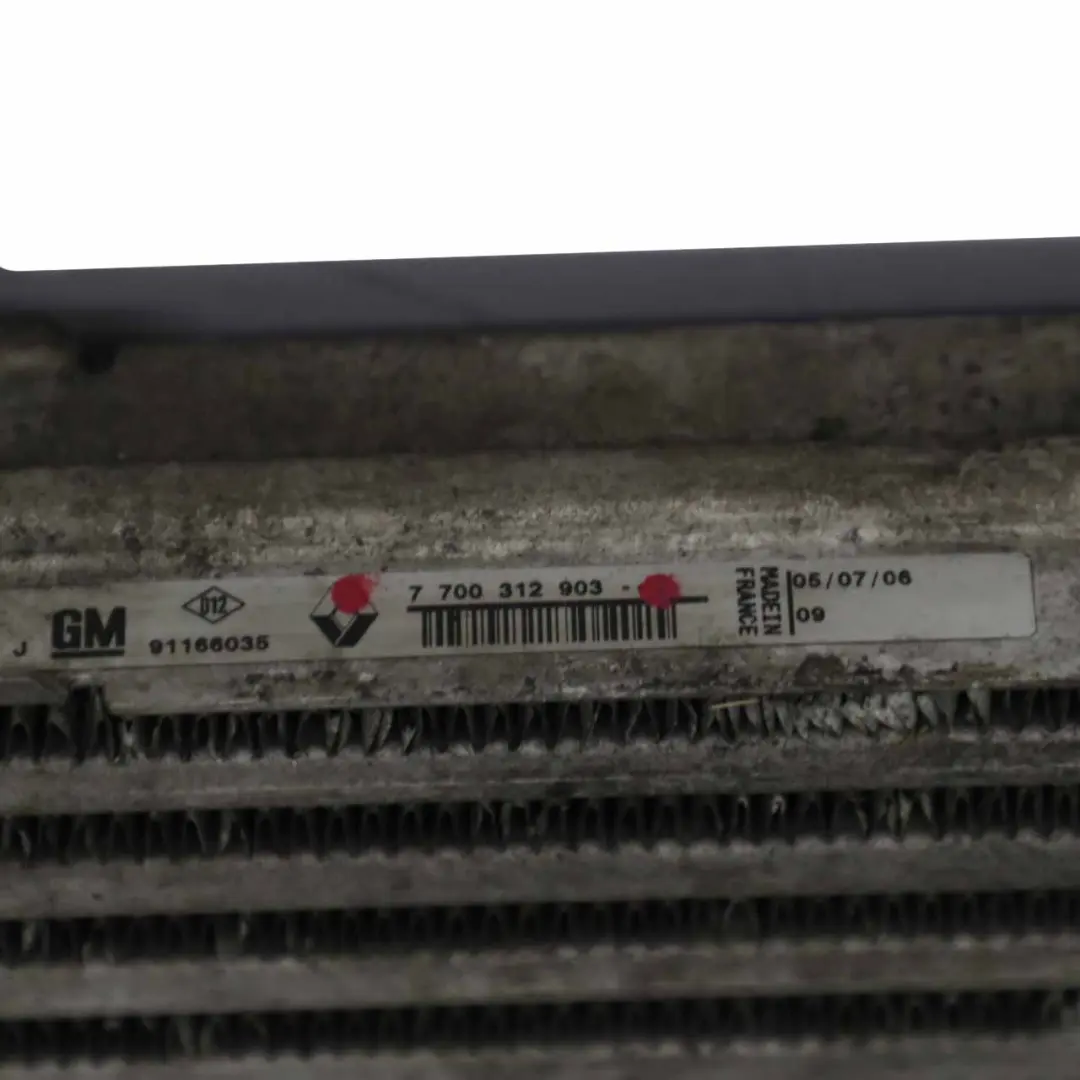 J
GM
D12
91166035
7 700 312 903 -
MADE IN
FRANCE
05/07/06
09